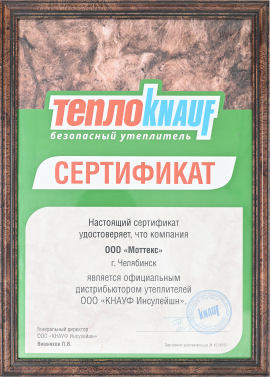 ТЕПЛОKNAUF
безопасный утеплитель
СЕРТИФИКАТ
Настоящий сертификат
удостоверяет, что компания
ООО «Моттекс»
г. Челябинск
является официальным
дистрибьютором утеплителей
ООО «КНАУФ Инсулейшн».
Генеральный директор
ООО «КНАУФ Инсулейшн»
knauf